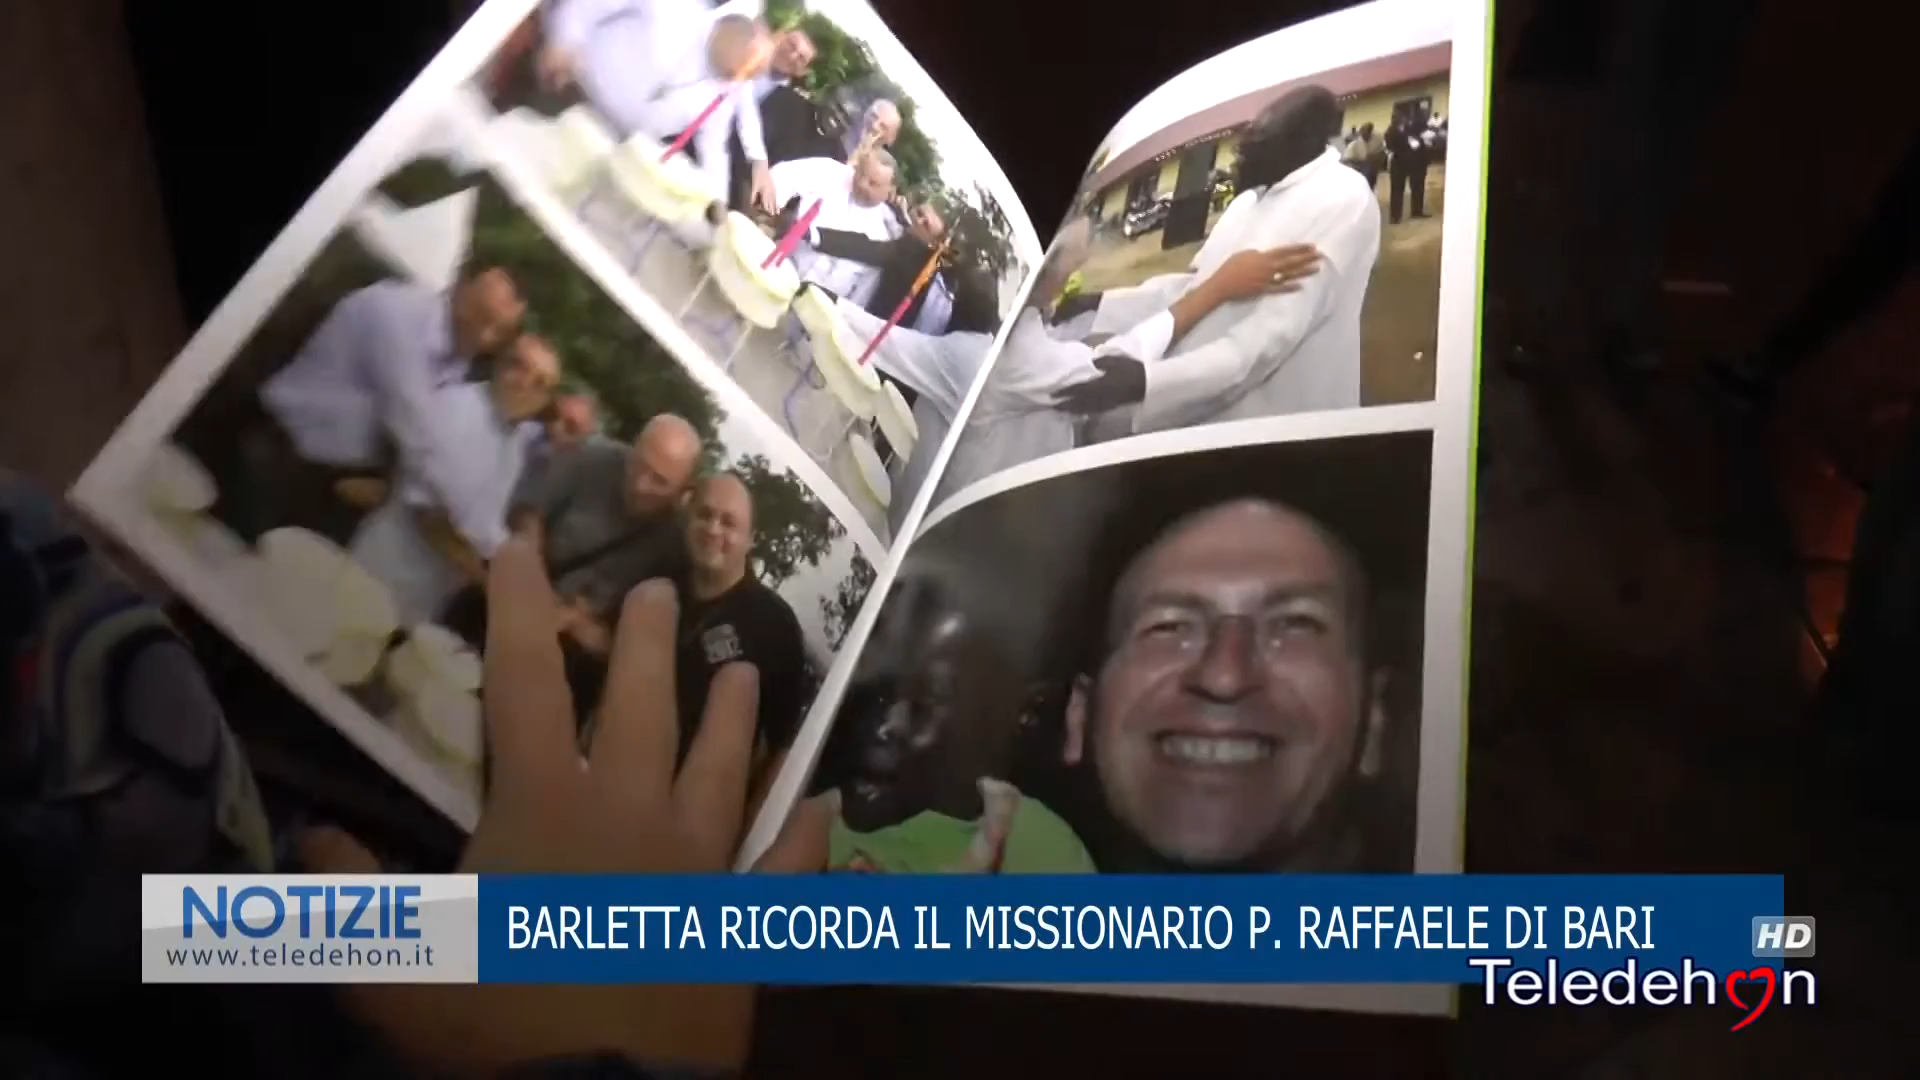 NOTIZIE
www.teledehon.it
BARLETTA RICORDA IL MISSIONARIO P. RAFFAELE DI BARI
HD
Teledehon